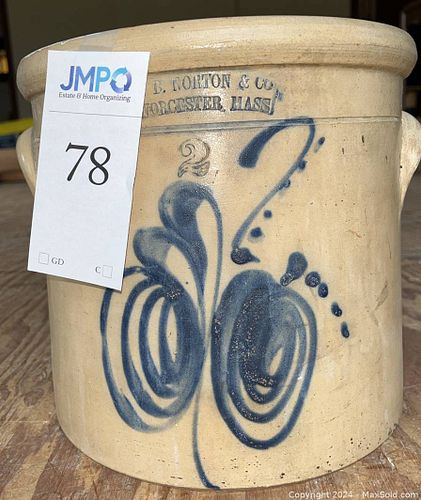 JMPO
Estate & Home Organizing
78
GD
C
B. NORTON & CO
WORCESTER, MASS
2
Copyright 2024 - MaxSold.com